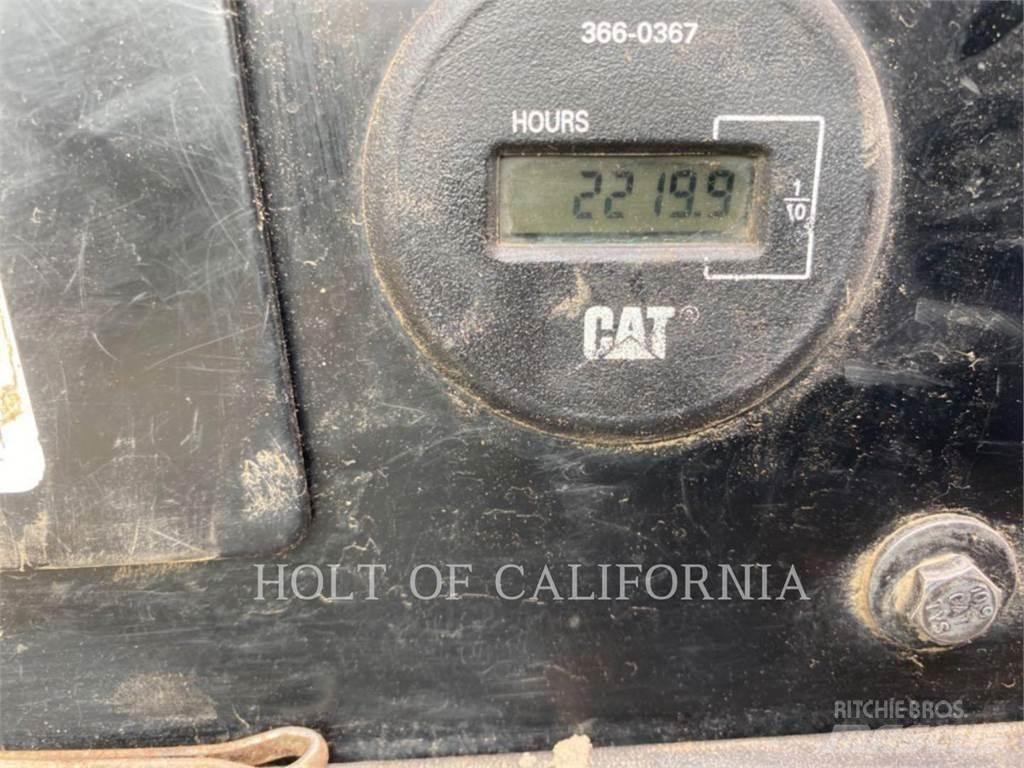 366-0367
HOURS
2219.9
1
10
CAT®
HOLT OF CALIFORNIA
RITCHIE BROS.